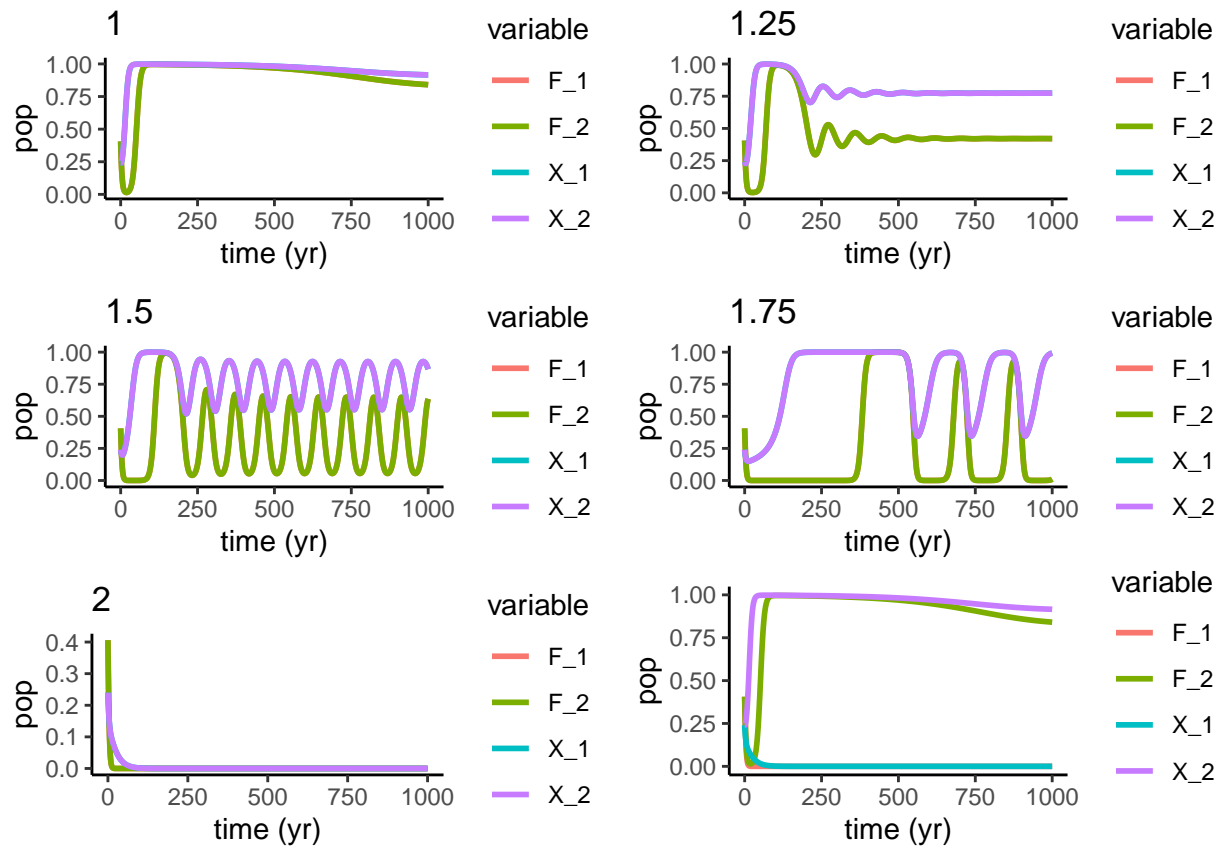 1
pop
1.00
0.75
0.50
0.25
0.00
0 250 500 750 1000
time (yr)
variable
F_1
F_2
X_1
X_2
1.25
pop
1.00
0.75
0.50
0.25
0.00
0 250 500 750 1000
time (yr)
variable
F_1
F_2
X_1
X_2
1.5
pop
1.00
0.75
0.50
0.25
0.00
0 250 500 750 1000
time (yr)
variable
F_1
F_2
X_1
X_2
1.75
pop
1.00
0.75
0.50
0.25
0.00
0 250 500 750 1000
time (yr)
variable
F_1
F_2
X_1
X_2
2
pop
0.4
0.3
0.2
0.1
0.0
0 250 500 750 1000
time (yr)
variable
F_1
F_2
X_1
X_2
pop
1.00
0.75
0.50
0.25
0.00
0 250 500 750 1000
time (yr)
variable
F_1
F_2
X_1
X_2